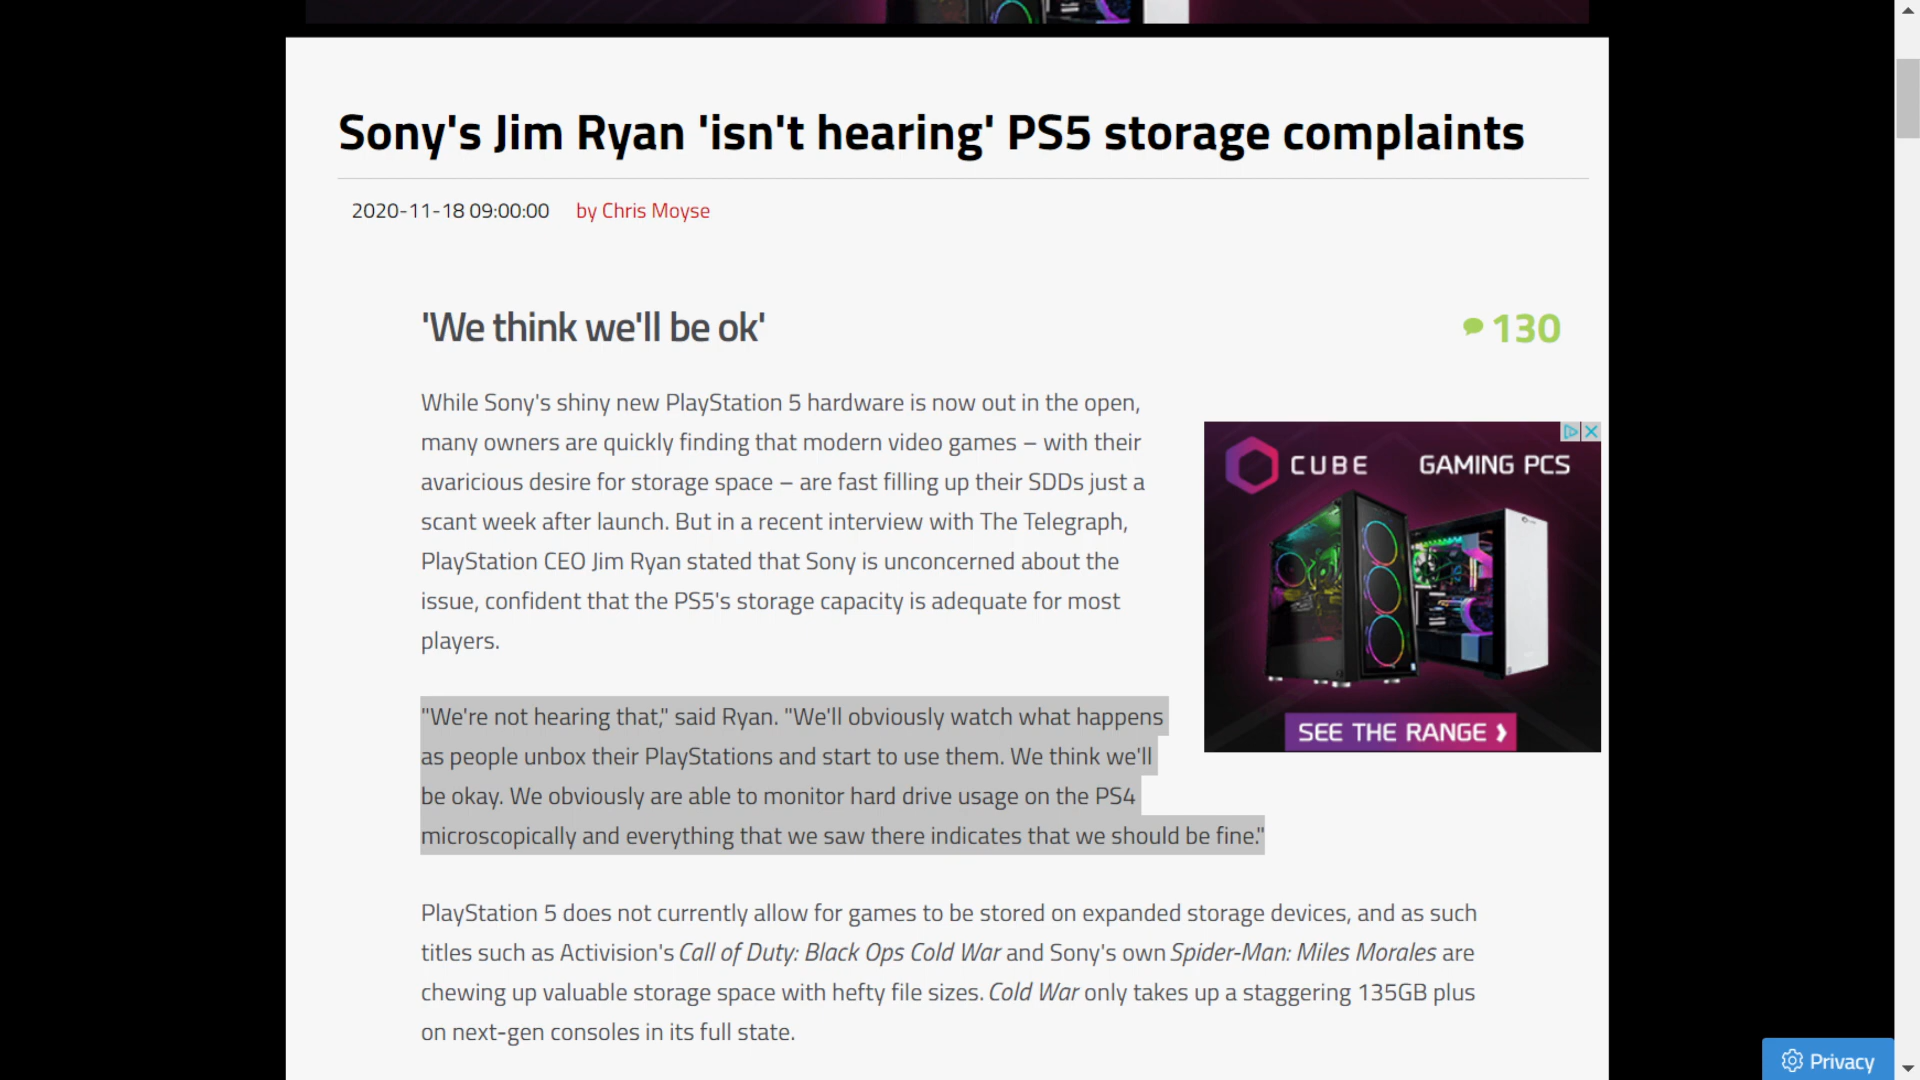 Sony's Jim Ryan 'isn't hearing' PS5 storage complaints
2020-11-18 09:00:00 by Chris Moyse
'We think we'll be ok'
130
While Sony's shiny new PlayStation 5 hardware is now out in the open,
many owners are quickly finding that modern video games – with their
avaricious desire for storage space – are fast filling up their SDDs just a
scant week after launch. But in a recent interview with The Telegraph,
PlayStation CEO Jim Ryan stated that Sony is unconcerned about the
issue, confident that the PS5's storage capacity is adequate for most
players.
CUBE GAMING PCS
SEE THE RANGE
"We're not hearing that," said Ryan. "We'll obviously watch what happens
as people unbox their PlayStations and start to use them. We think we'll
be okay. We obviously are able to monitor hard drive usage on the PS4
microscopically and everything that we saw there indicates that we should be fine."
PlayStation 5 does not currently allow for games to be stored on expanded storage devices, and as such
titles such as Activision's Call of Duty: Black Ops Cold War and Sony's own Spider-Man: Miles Morales are
chewing up valuable storage space with hefty file sizes. Cold War only takes up a staggering 135GB plus
on next-gen consoles in its full state.
Privacy